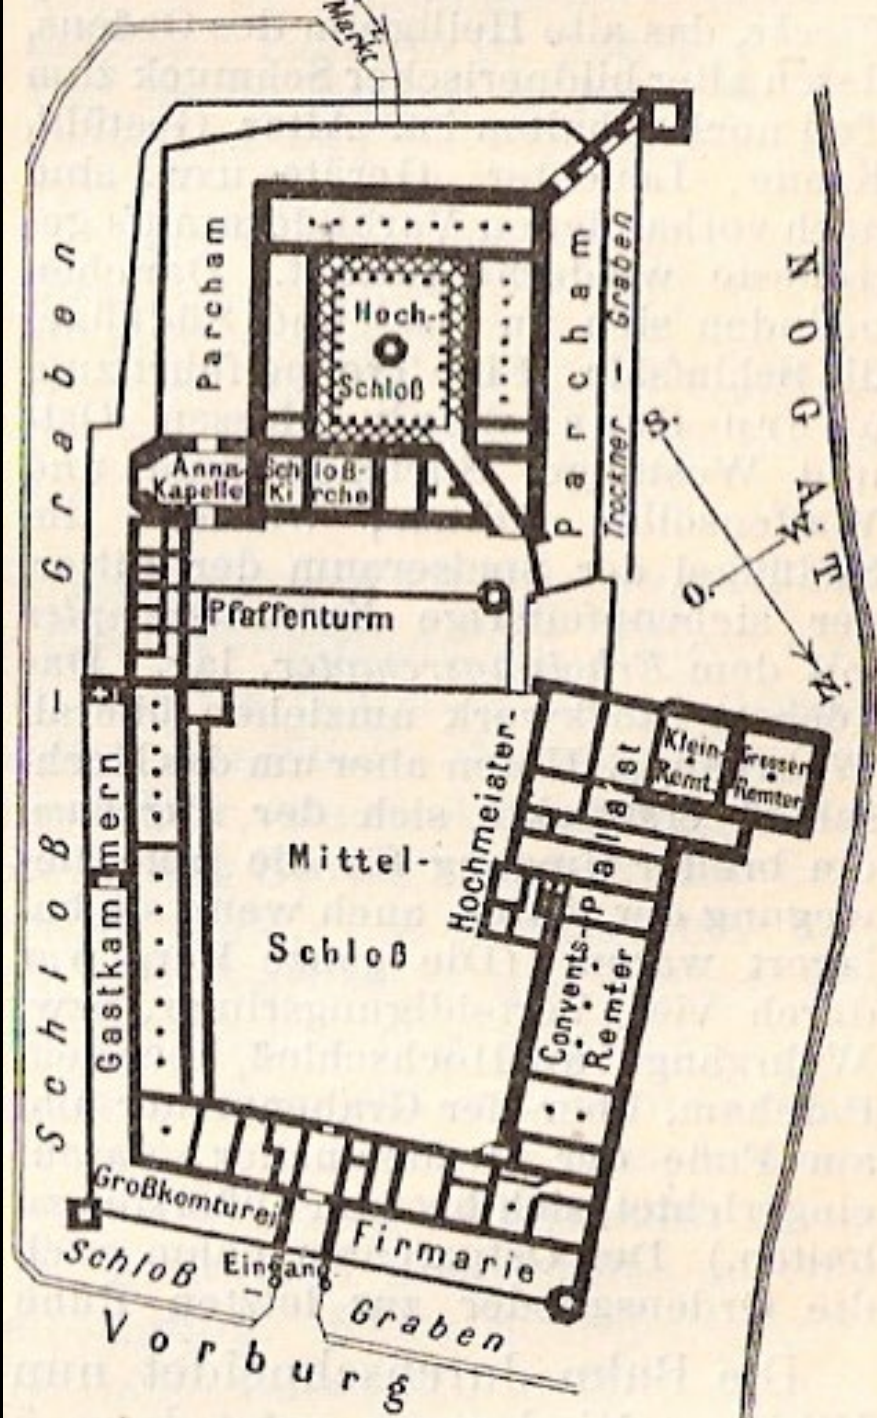 Markt
Parcham
Hoch-
Schloß
Parcham
Trockner - Graben
NOGAT
S.
W.
O.
N.
Anna-
Kapelle
Schloß-
Kirche
Pfaffenturm
Schloß - Graben
Gastkammern
Mittel-
Schloß
Hochmeister-
Palast
Klein-
Remt.
Grosser
Remter
Convents-
Remter
Großkomturei
Firmarie
Schloß
Eingang
-
Graben
Vorburg